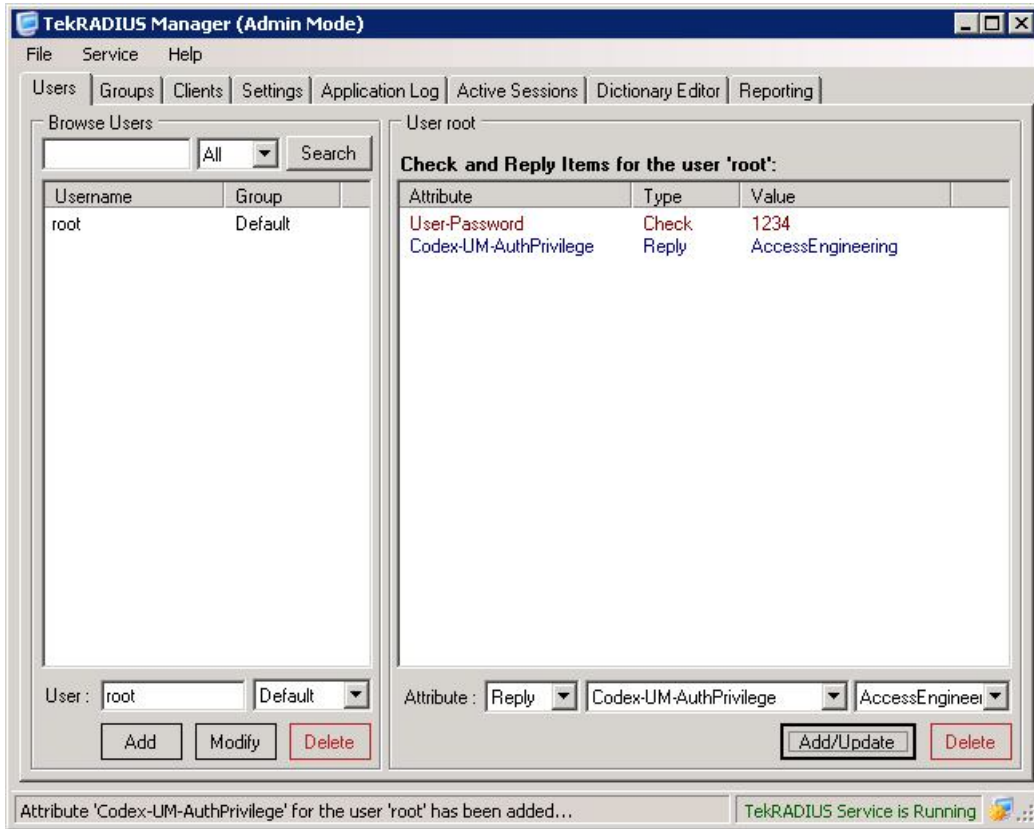 TekRADIUS Manager (Admin Mode)
File Service Help
Users Groups Clients Settings Application Log Active Sessions Dictionary Editor Reporting
Browse Users
All Search
Username Group
root Default
User : root Default
Add Modify Delete
User root
Check and Reply Items for the user 'root':
Attribute Type Value
User-Password Check 1234
Codex-UM-AuthPrivilege Reply AccessEngineering
Attribute : Reply Codex-UM-AuthPrivilege AccessEngineer
Add/Update Delete
Attribute 'Codex-UM-AuthPrivilege' for the user 'root' has been added... TekRADIUS Service is Running